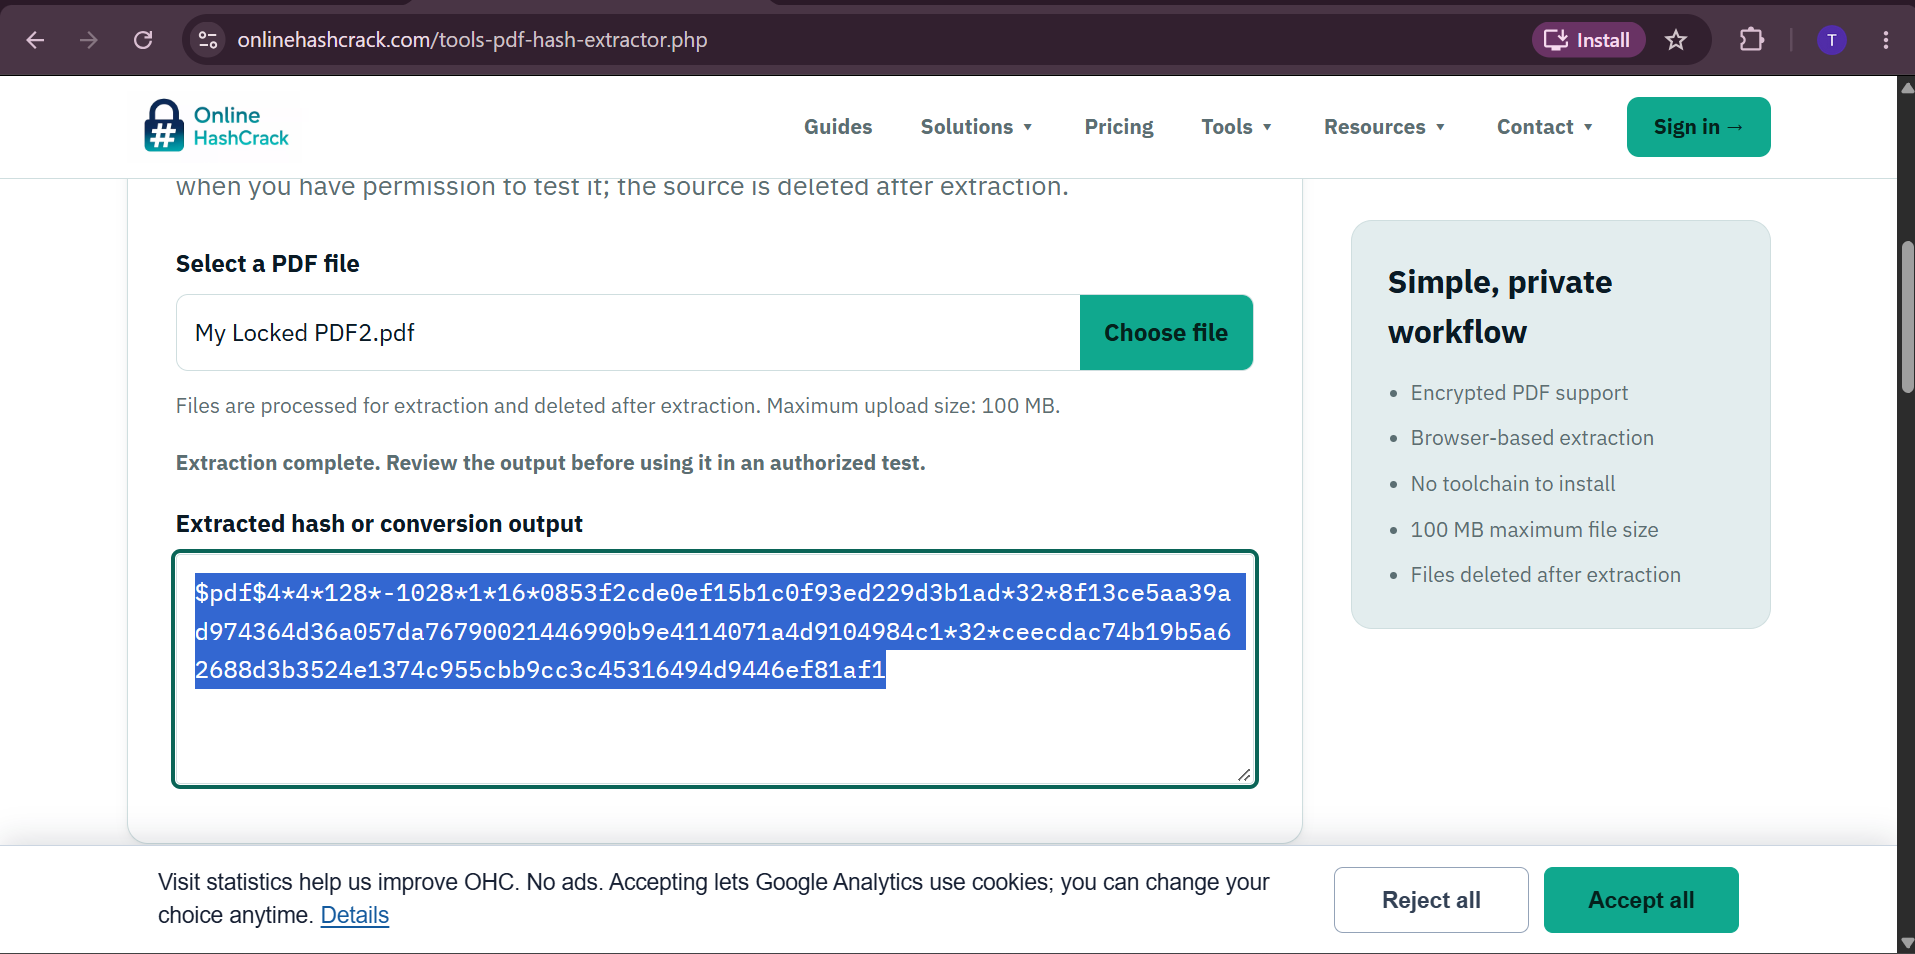 onlinehashcrack.com/tools-pdf-hash-extractor.php
Install
T
Online
HashCrack
#
Guides
Solutions ▼
Pricing
Tools ▼
Resources ▼
Contact ▼
Sign in →
when you have permission to test it; the source is deleted after extraction.
Select a PDF file
My Locked PDF2.pdf
Choose file
Files are processed for extraction and deleted after extraction. Maximum upload size: 100 MB.
Extraction complete. Review the output before using it in an authorized test.
Extracted hash or conversion output
$pdf$4*4*128*-1028*1*16*0853f2cde0ef15b1c0f93ed229d3b1ad*32*8f13ce5aa39a
d974364d36a057da76790021446990b9e4114071a4d9104984c1*32*ceecdac74b19b5a6
2688d3b3524e1374c955cbb9cc3c45316494d9446ef81af1
Simple, private
workflow
• Encrypted PDF support
• Browser-based extraction
• No toolchain to install
• 100 MB maximum file size
• Files deleted after extraction
Visit statistics help us improve OHC. No ads. Accepting lets Google Analytics use cookies; you can change your
choice anytime. Details
Reject all
Accept all